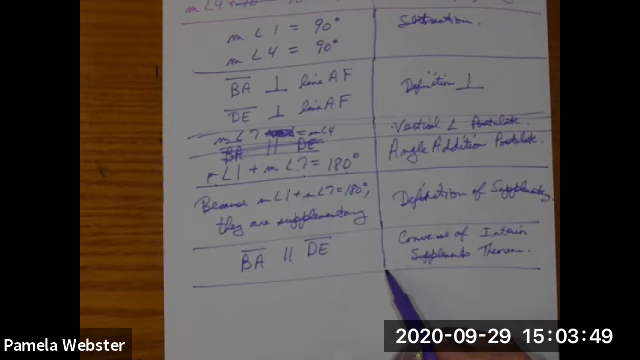 m∠1 = 90°
Subtraction.
m∠4 = 90°
BA ⊥ line AF
Definition ⊥
DE ⊥ line AF
m∠7 = m∠4
Vertical ∠ Postulate.
BA || DE
Angle Addition Postulate.
m∠1 + m∠7 = 180°
Because m∠1 + m∠7 = 180°,
they are supplementary
Definition of Supplementary
BA || DE
Converse of Interior
Supplements Theorem.
Pamela Webster
2020-09-29 15:03:49